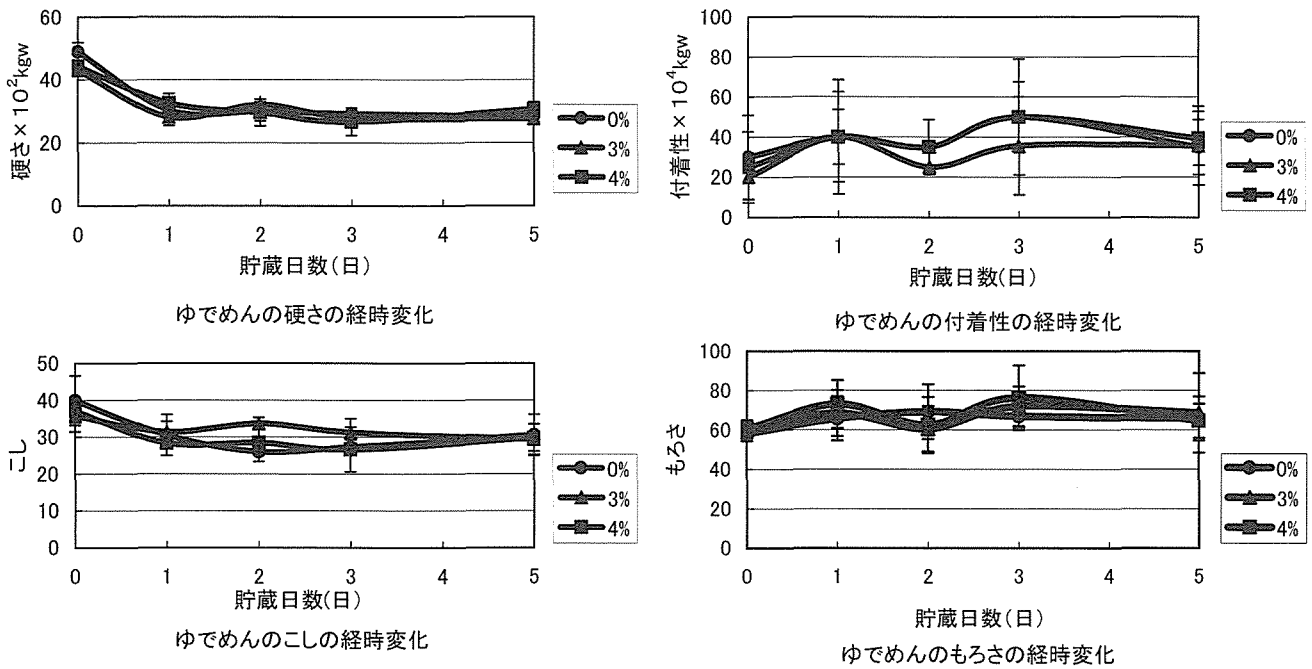 60
40
20
0
硬さ×10²kgw
0 1 2 3 4 5
貯蔵日数(日)
0%
3%
4%
ゆでめんの硬さの経時変化
100
80
60
40
20
0
付着性×10⁴kgw
0 1 2 3 4 5
貯蔵日数(日)
0%
3%
4%
ゆでめんの付着性の経時変化
50
40
30
20
10
0
こし
0 1 2 3 4 5
貯蔵日数(日)
0%
3%
4%
ゆでめんのこしの経時変化
100
80
60
40
20
0
もろさ
0 1 2 3 4 5
貯蔵日数(日)
0%
3%
4%
ゆでめんのもろさの経時変化